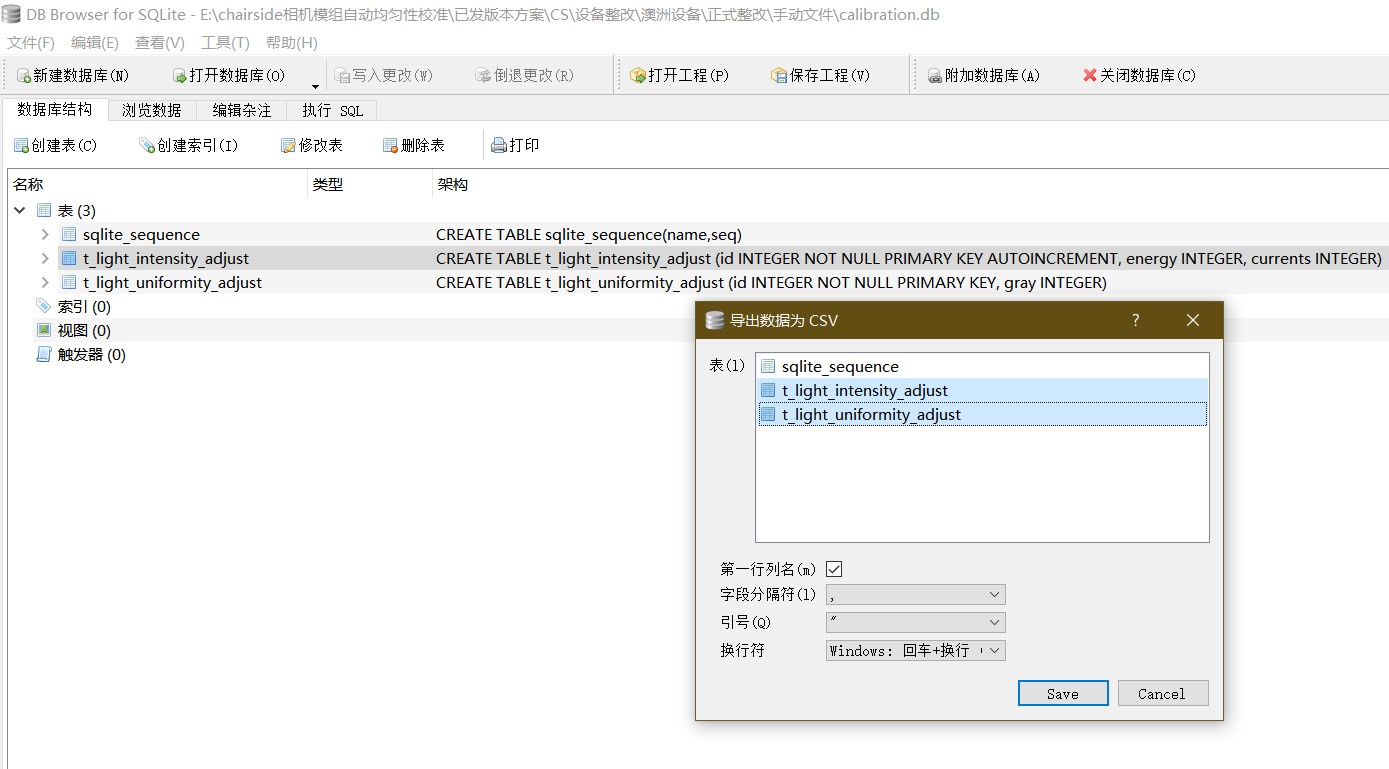 DB Browser for SQLite - E:\chairside相机模组自动均匀性校准\已发版本方案\CS\设备整改\澳洲设备\正式整改\手动文件\calibration.db
文件(F) 编辑(E) 查看(V) 工具(T) 帮助(H)
新建数据库(N) 打开数据库(O) 写入更改(W) 倒退更改(R) 打开工程(P) 保存工程(V) 附加数据库(A) 关闭数据库(C)
数据库结构 浏览数据 编辑杂注 执行 SQL
创建表(C) 创建索引(I) 修改表 删除表 打印
名称 类型 架构
表 (3)
sqlite_sequence CREATE TABLE sqlite_sequence(name,seq)
t_light_intensity_adjust CREATE TABLE t_light_intensity_adjust (id INTEGER NOT NULL PRIMARY KEY AUTOINCREMENT, energy INTEGER, currents INTEGER)
t_light_uniformity_adjust CREATE TABLE t_light_uniformity_adjust (id INTEGER NOT NULL PRIMARY KEY, gray INTEGER)
索引 (0)
视图 (0)
触发器 (0)
导出数据为 CSV ?
表(l) sqlite_sequence
t_light_intensity_adjust
t_light_uniformity_adjust
第一行列名(m)
字段分隔符(l) ,
引号(Q) "
换行符 Windows: 回车+换行
Save Cancel